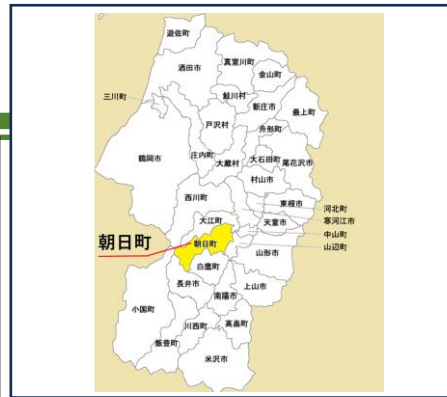 遊佐町
真室川町
酒田市
金山町
三川町
鮭川村
新庄市
最上町
戸沢村
舟形町
鶴岡市
庄内町
大蔵村
大石田町
尾花沢市
村山市
西川町
東根市
河北町
大江町
寒河江市
天童市
中山町
朝日町
朝日町
山辺町
山形市
白鷹町
長井市
上山市
小国町
南陽市
川西町
高畠町
飯豊町
米沢市